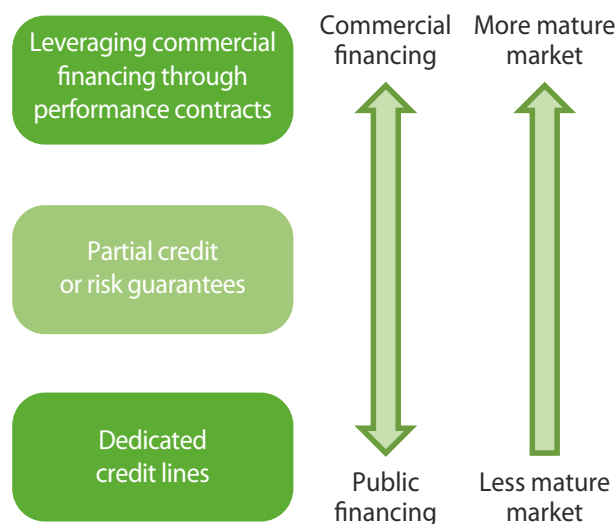 Leveraging commercial
financing through
performance contracts
Commercial
financing
More mature
market
Partial credit
or risk guarantees
Dedicated
credit lines
Public
financing
Less mature
market